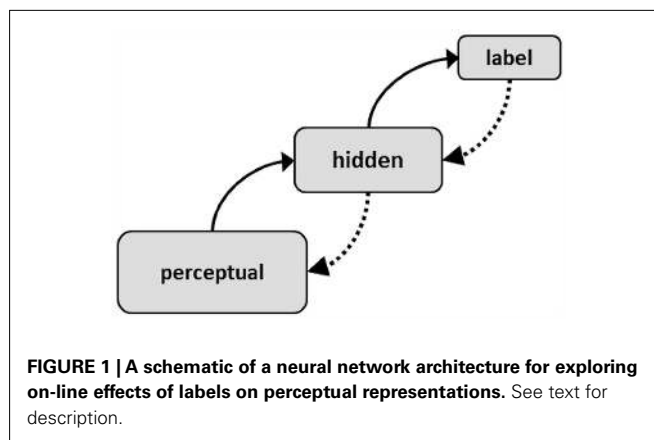 label
hidden
perceptual
FIGURE 1 | A schematic of a neural network architecture for exploring
on-line effects of labels on perceptual representations. See text for
description.